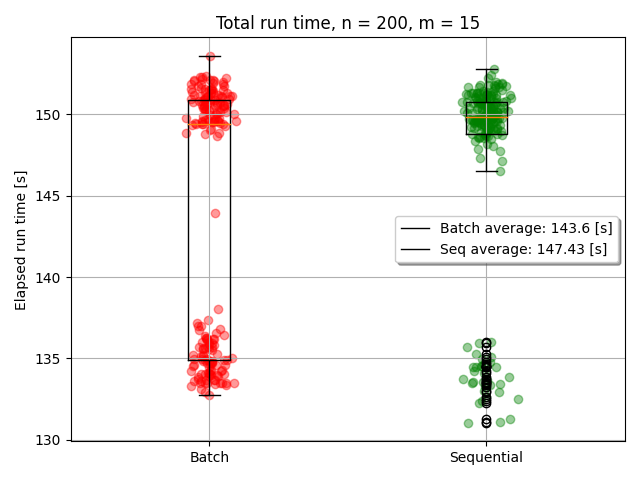 Total run time, n = 200, m = 15
Elapsed run time [s]
150
145
140
135
130
Batch average: 143.6 [s]
Seq average: 147.43 [s]
Batch
Sequential